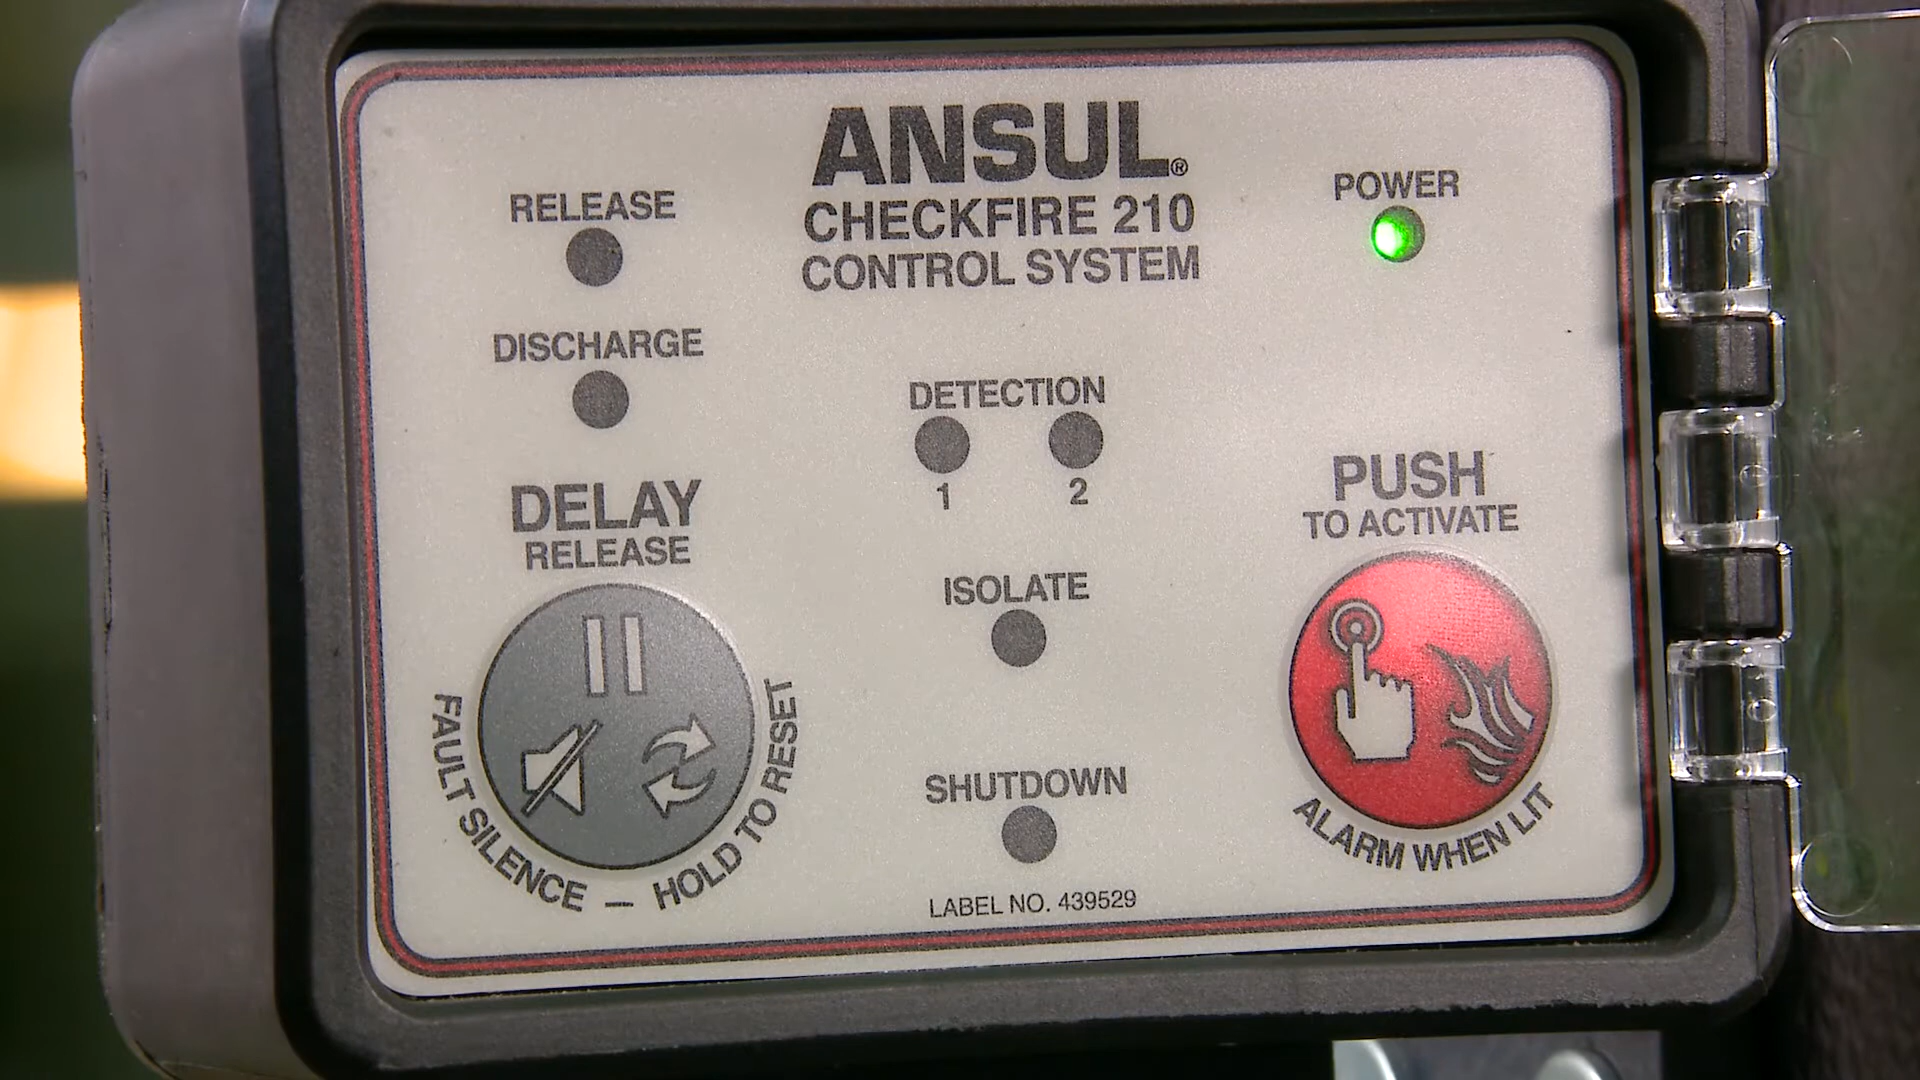 ANSUL®
CHECKFIRE 210
CONTROL SYSTEM
RELEASE
POWER
DISCHARGE
DETECTION
1 2
DELAY
RELEASE
FAULT SILENCE – HOLD TO RESET
ISOLATE
SHUTDOWN
PUSH
TO ACTIVATE
ALARM WHEN LIT
LABEL NO. 439529